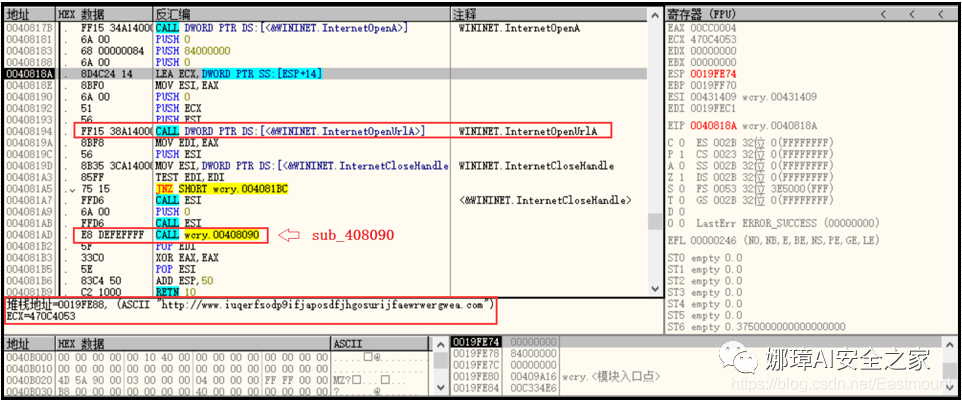 地址 HEX 数据 反汇编 注释 寄存器 (FPU) < < <
0040817B . FF15 34A14000 CALL DWORD PTR DS:[<&WININET.InternetOpenA>] WININET.InternetOpenA
00408181 . 6A 00 PUSH 0
00408183 . 68 00000084 PUSH 84000000
0040818A . 8D4C24 14 LEA ECX,DWORD PTR SS:[ESP+14]
0040818E . 8BF0 MOV ESI,EAX
00408190 . 6A 00 PUSH 0
00408192 . 51 PUSH ECX
00408193 . 56 PUSH ESI
00408194 . FF15 38A14000 CALL DWORD PTR DS:[<&WININET.InternetOpenUrlA>] WININET.InternetOpenUrlA
0040819A . 8BF8 MOV EDI,EAX
0040819C . 56 PUSH ESI
0040819D . 8B35 3CA14000 MOV ESI,DWORD PTR DS:[<&WININET.InternetCloseHandle WININET.InternetCloseHandle
004081A3 . 85FF TEST EDI,EDI
004081A5 .v 75 15 JNZ SHORT wcry.004081BC
004081A7 . FFD6 CALL ESI <&WININET.InternetCloseHandle>
004081A9 . 6A 00 PUSH 0
004081AB . FFD6 CALL ESI
004081AD . E8 DEFEFFFF CALL wcry.00408090 sub_408090
004081B2 . 5F POP EDI
004081B3 . 33C0 XOR EAX,EAX
004081B5 . 5E POP ESI
004081B6 . 83C4 50 ADD ESP,50
004081B9 . C2 1000 RETN 10
EAX 00CC0004
ECX 470C4053
EDX 00000000
EBX 00000000
ESP 0019FE74
EBP 0019FF70
ESI 00431409 wcry.00431409
EDI 0019FEC1
EIP 0040818A wcry.0040818A
C 0 ES 002B 32位 0(FFFFFFFF)
P 1 CS 0023 32位 0(FFFFFFFF)
A 0 SS 002B 32位 0(FFFFFFFF)
Z 1 DS 002B 32位 0(FFFFFFFF)
S 0 FS 0053 32位 3E5000(FFF)
T 0 GS 002B 32位 0(FFFFFFFF)
D 0
O 0 LastErr ERROR_SUCCESS (00000000)
EFL 00000246 (NO,NB,E,BE,NS,PE,GE,LE)
ST0 empty 0.0
ST1 empty 0.0
ST2 empty 0.0
ST3 empty 0.0
ST4 empty 0.0
ST5 empty 0.0
ST6 empty 0.3750000000000000000
堆栈地址=0019FE88, (ASCII "http://www.iuqerfsodp9ifjaposdfjhgosurijfaewrwergwea.com")
ECX=470C4053
地址 HEX 数据 ASCII
0040B000 00 00 00 00 00 10 40 00 00 00 00 00 00 00 00 00
0040B010 00 00 00 00 00 00 00 00 00 00 00 00 00 00 00 00
0040B020 4D 5A 90 00 03 00 00 00 04 00 00 00 FF FF 00 00 MZ?
0040B030 B8 00 00 00 00 00 00 00 40 00 00 00 00 00 00 00
0019FE74 00000000
0019FE78 84000000
0019FE7C 00000000
0019FE80 00409A16 wcry.<模块入口点>
0019FE84 00C334E6
娜璋AI安全之家
https://blog.csdn.net/Eastmount